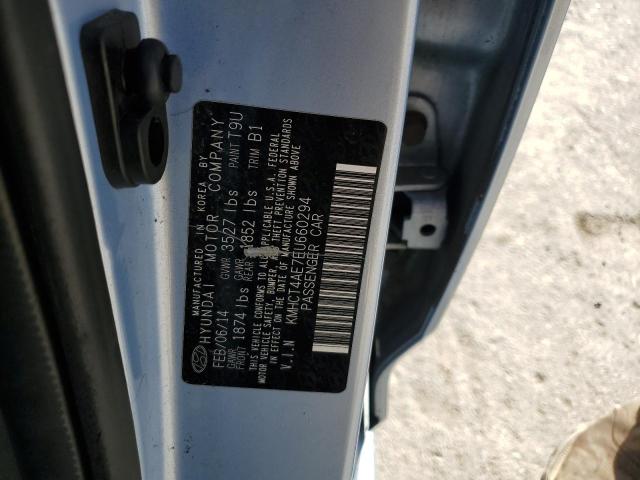 MANUFACTURED IN KOREA BY
HYUNDAI MOTOR COMPANY
FEB/06/14 GVWR 3527 lbs PAINT T9U
GAWR FRONT 1874 lbs GAWR REAR 1852 lbs TRIM B1
THIS VEHICLE CONFORMS TO ALL APPLICABLE U.S.A. FEDERAL
MOTOR VEHICLE SAFETY, BUMPER, AND THEFT PREVENTION STANDARDS
IN EFFECT ON THE DATE OF MANUFACTURE SHOWN ABOVE
V.I.N KMHCT4AE7EU660294
PASSENGER CAR